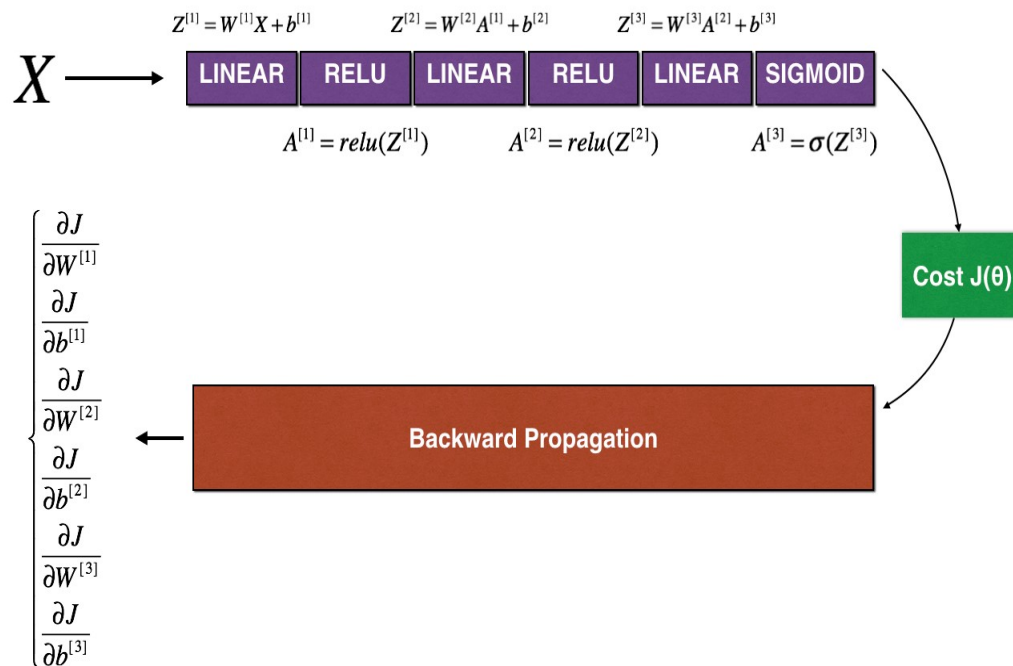 Z^[1] = W^[1]X + b^[1] Z^[2] = W^[2]A^[1] + b^[2] Z^[3] = W^[3]A^[2] + b^[3]
X LINEAR RELU LINEAR RELU LINEAR SIGMOID
A^[1] = relu(Z^[1]) A^[2] = relu(Z^[2]) A^[3] = σ(Z^[3])
Cost J(θ)
Backward Propagation
∂J
∂W^[1]
∂J
∂b^[1]
∂J
∂W^[2]
∂J
∂b^[2]
∂J
∂W^[3]
∂J
∂b^[3]